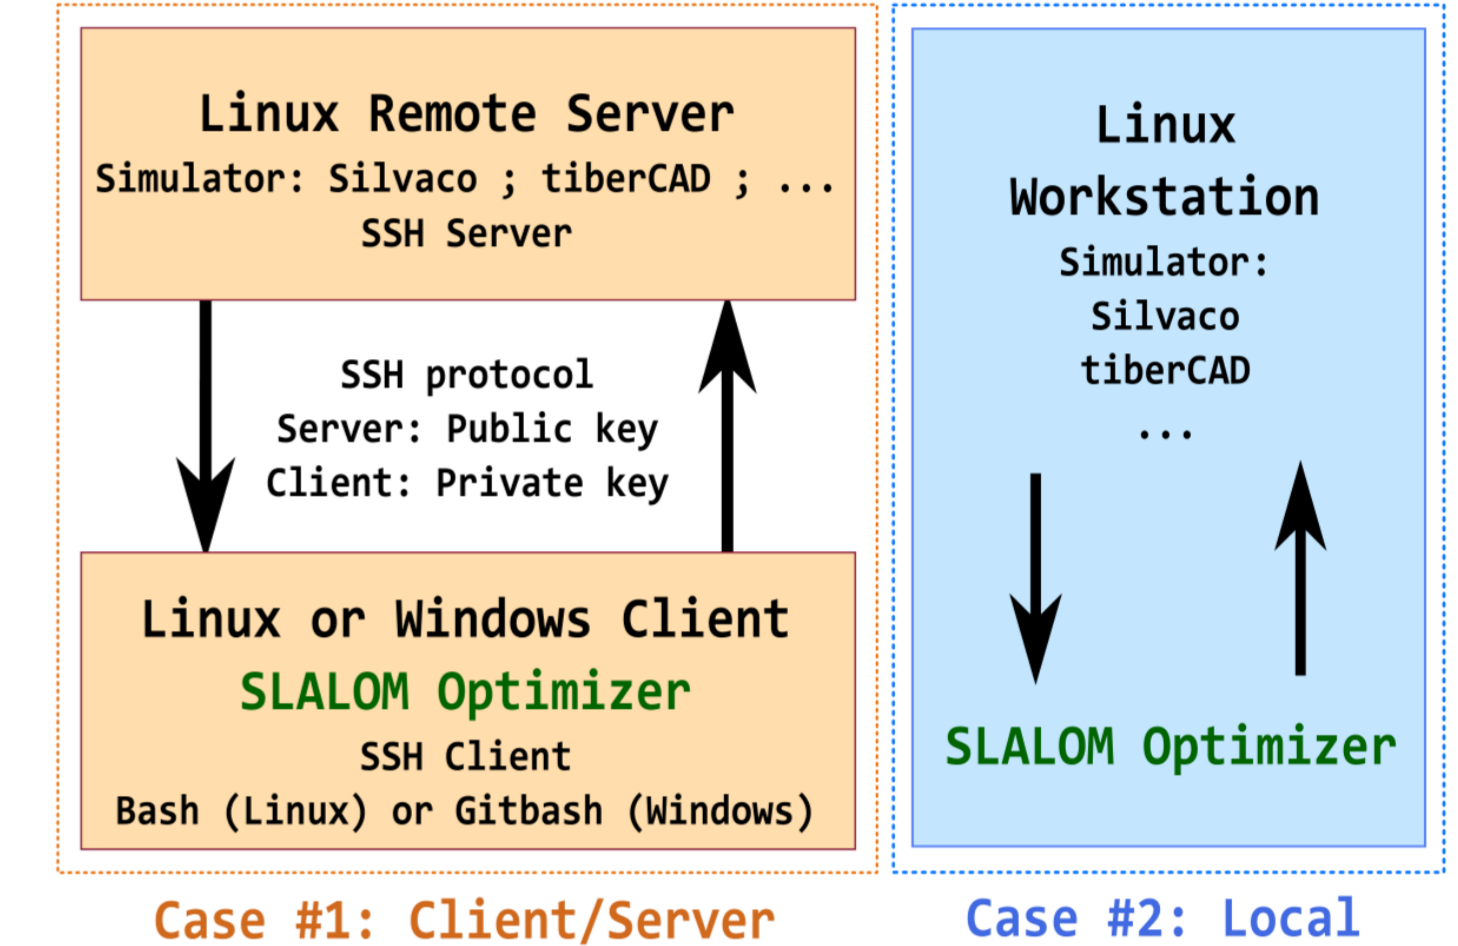 Linux Remote Server
Simulator: Silvaco ; tiberCAD ; ...
SSH Server
SSH protocol
Server: Public key
Client: Private key
Linux or Windows Client
SLALOM Optimizer
SSH Client
Bash (Linux) or Gitbash (Windows)
Case #1: Client/Server
Linux
Workstation
Simulator:
Silvaco
tiberCAD
...
SLALOM Optimizer
Case #2: Local